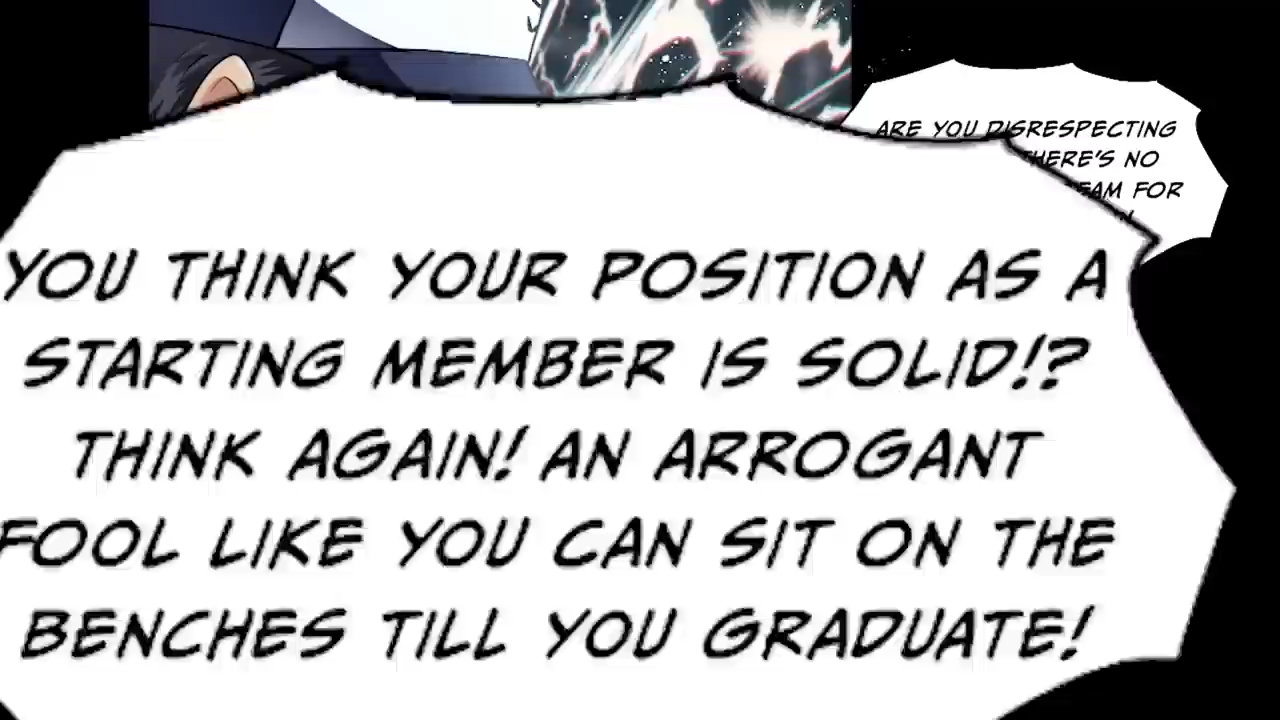 ARE YOU DISRESPECTING
THERE'S NO
FOR
YOU THINK YOUR POSITION AS A
STARTING MEMBER IS SOLID!?
THINK AGAIN! AN ARROGANT
FOOL LIKE YOU CAN SIT ON THE
BENCHES TILL YOU GRADUATE!